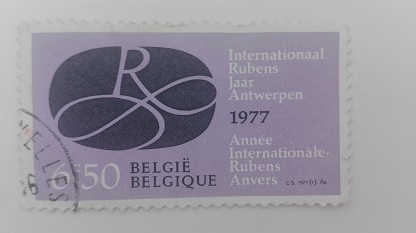 R
Internationaal
Rubens
Jaar
Antwerpen
1977
Année
Internationale-
Rubens
Anvers
6F50
BELGIË
BELGIQUE